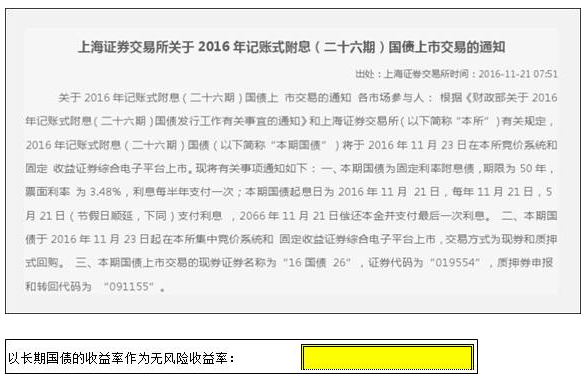 上海证券交易所关于 2016 年记账式附息（二十六期）国债上市交易的通知
出处：上海证券交易所时间：2016-11-21 07:51
关于 2016 年记账式附息（二十六期）国债上 市交易的通知 各市场参与人： 根据《财政部关于 2016
年记账式附息（二十六期）国债发行工作有关事宜的通知》和上海证券交易所（以下简称“本所”）有关规定，
2016 年记账式附息（二十六期）国债（以下简称“本期国债”）将于 2016 年 11 月 23 日在本所竞价系统和
固定 收益证券综合电子平台上市。现将有关事项通知如下： 一、本期国债为固定利率附息债，期限为 50 年，
票面利率 为 3.48%，利息每半年支付一次；本期国债起息日为 2016 年 11 月 21 日，每年 11 月 21 日，5
月 21 日（节假日顺延，下同）支付利息 ，2066 年 11 月 21 日偿还本金并支付最后一次利息。 二、本期国
债于 2016 年 11 月 23 日起在本所集中竞价系统和 固定收益证券综合电子平台上市，交易方式为现券和质押
式回购。 三、本期国债上市交易的现券证券名称为“16 国债 26”，证券代码为“019554”，质押券申报
和转回代码为 “091155”。
以长期国债的收益率作为无风险收益率：